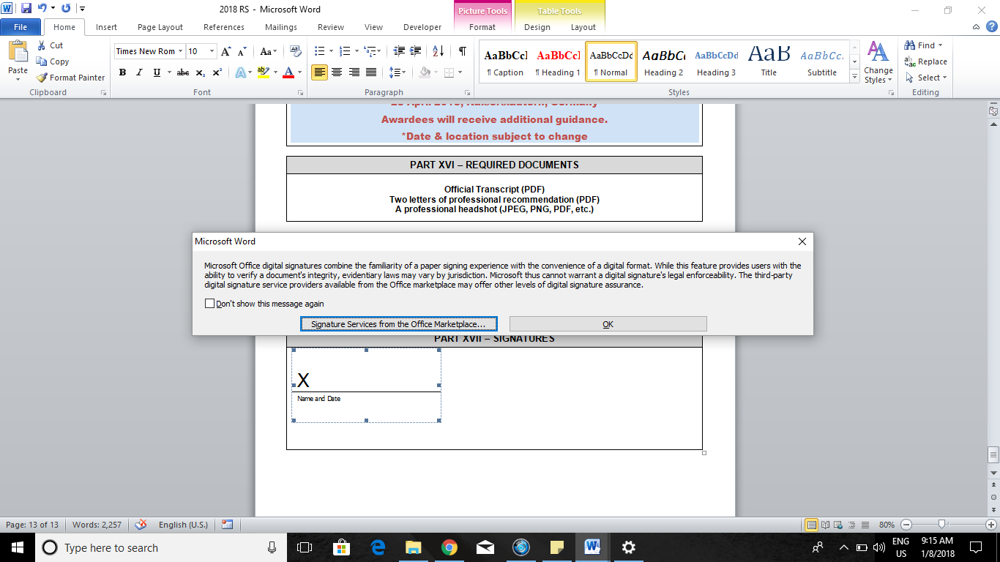 2018 RS - Microsoft Word
Picture Tools
Table Tools
File
Home
Insert
Page Layout
References
Mailings
Review
View
Developer
Format
Design
Layout
Paste
Cut
Copy
Format Painter
Clipboard
Times New Rom
10
Aa
B I U abc x₂ x²
Font
Paragraph
AaBbCcI
¶ Caption
AaBbCcI
¶ Heading 1
AaBbCcDd
¶ Normal
AaBbCc
Heading 2
AaBbCcDd
Heading 3
AaB
Title
AaBbCc.
Subtitle
Styles
Change
Styles
Find
Replace
Select
Editing
Awardees will receive additional guidance.
*Date & location subject to change
PART XVI – REQUIRED DOCUMENTS
Official Transcript (PDF)
Two letters of professional recommendation (PDF)
A professional headshot (JPEG, PNG, PDF, etc.)
Microsoft Word
Microsoft Office digital signatures combine the familiarity of a paper signing experience with the convenience of a digital format. While this feature provides users with the
ability to verify a document's integrity, evidentiary laws may vary by jurisdiction. Microsoft thus cannot warrant a digital signature's legal enforceability. The third-party
digital signature service providers available from the Office marketplace may offer other levels of digital signature assurance.
Don't show this message again
Signature Services from the Office Marketplace...
OK
PART XVII – SIGNATURES
X
Name and Date
Page: 13 of 13
Words: 2,257
English (U.S.)
80%
Type here to search
ENG
US
9:15 AM
1/8/2018